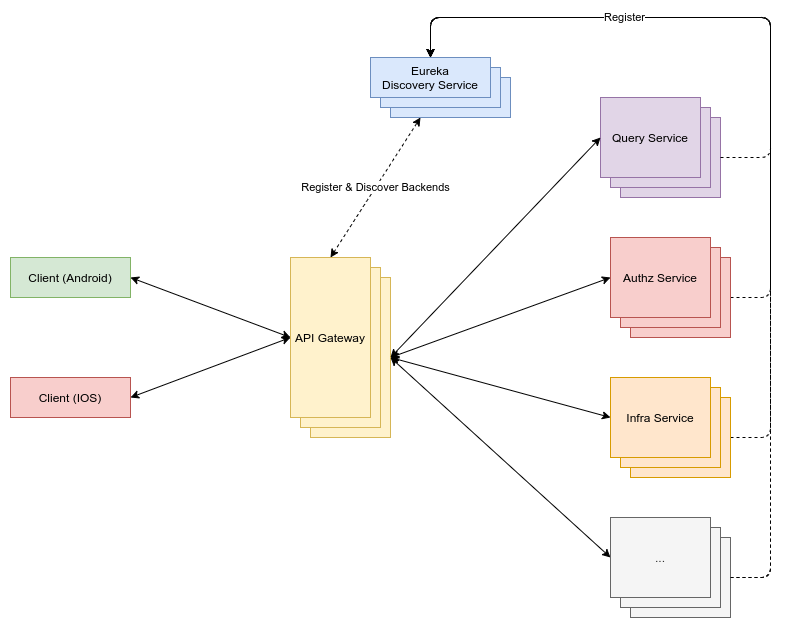 Register
Eureka
Discovery Service
Query Service
Register & Discover Backends
Client (Android)
Authz Service
API Gateway
Client (IOS)
Infra Service
...